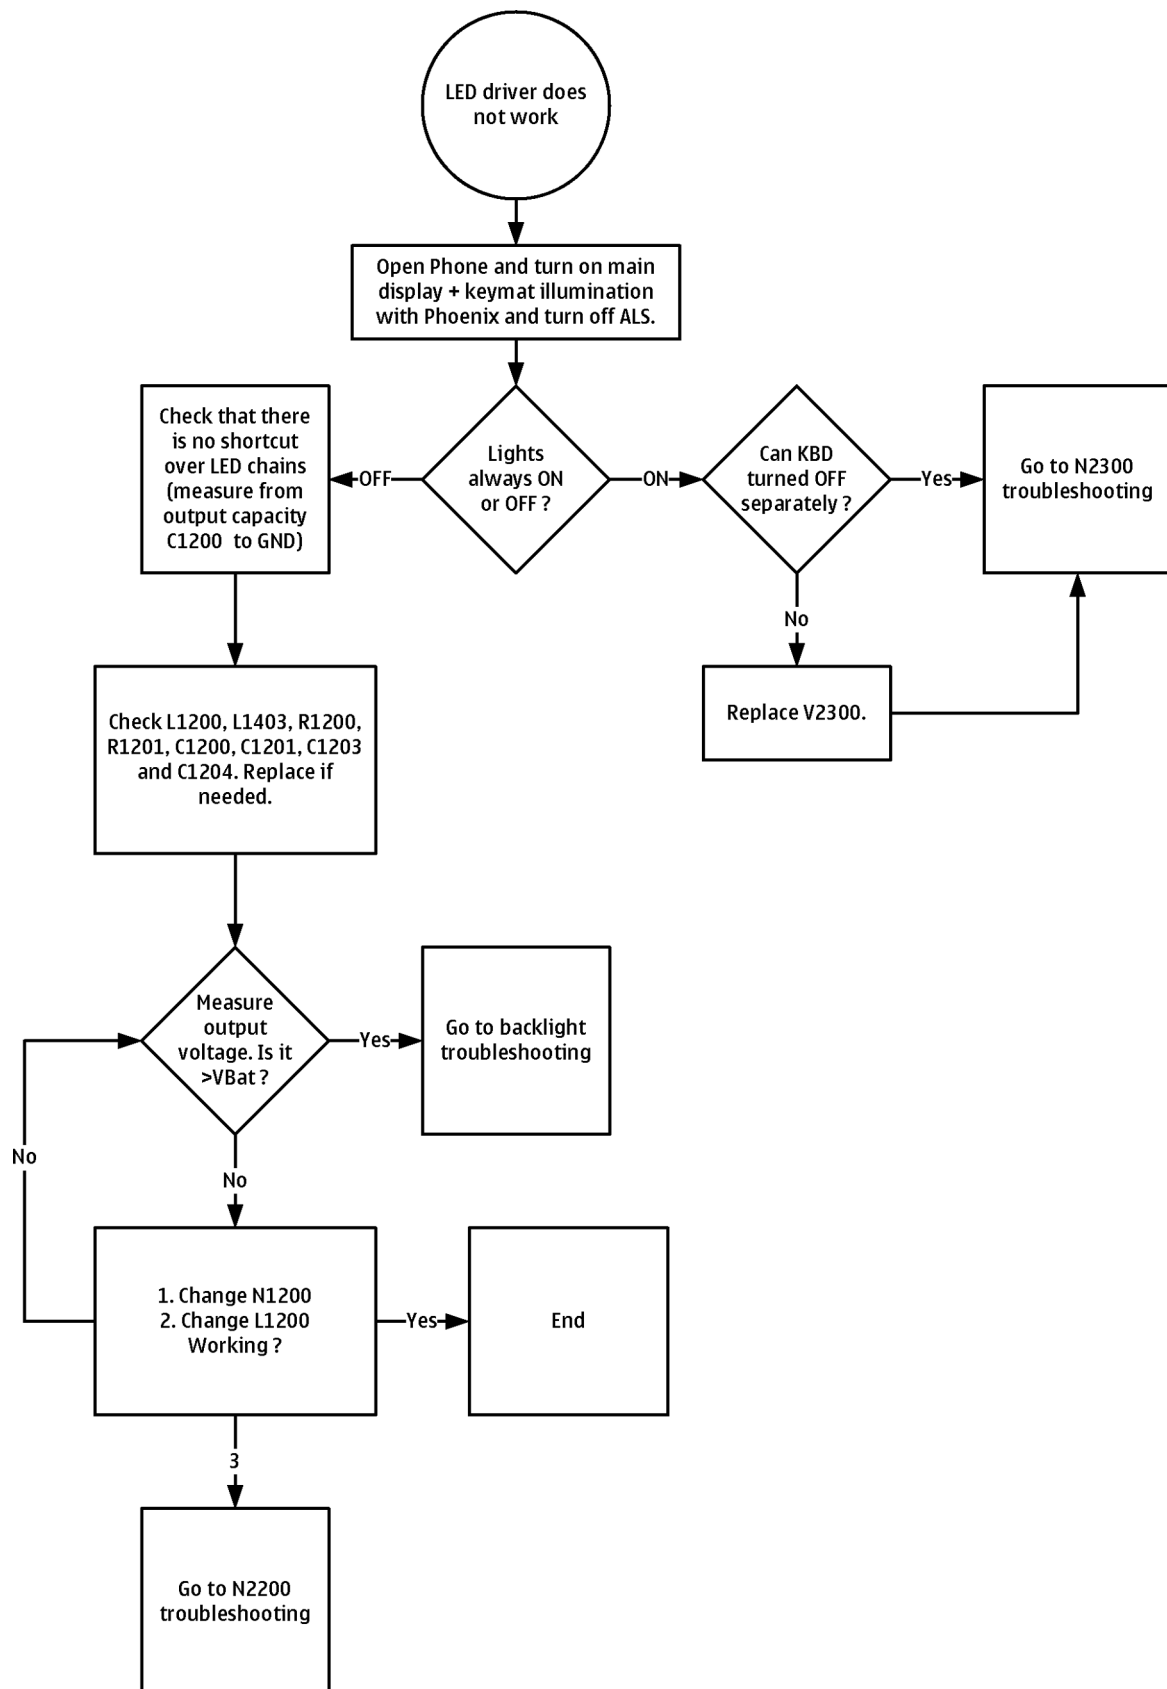 LED driver does
not work
Open Phone and turn on main
display + keymat illumination
with Phoenix and turn off ALS.
Check that there
is no shortcut
over LED chains
(measure from
output capacity
C1200 to GND)
OFF
Lights
always ON
or OFF ?
ON
Can KBD
turned OFF
separately ?
Yes
Go to N2300
troubleshooting
No
Replace V2300.
Check L1200, L1403, R1200,
R1201, C1200, C1201, C1203
and C1204. Replace if
needed.
Measure
output
voltage. Is it
>VBat ?
Yes
Go to backlight
troubleshooting
No
No
1. Change N1200
2. Change L1200
Working ?
Yes
End
3
Go to N2200
troubleshooting